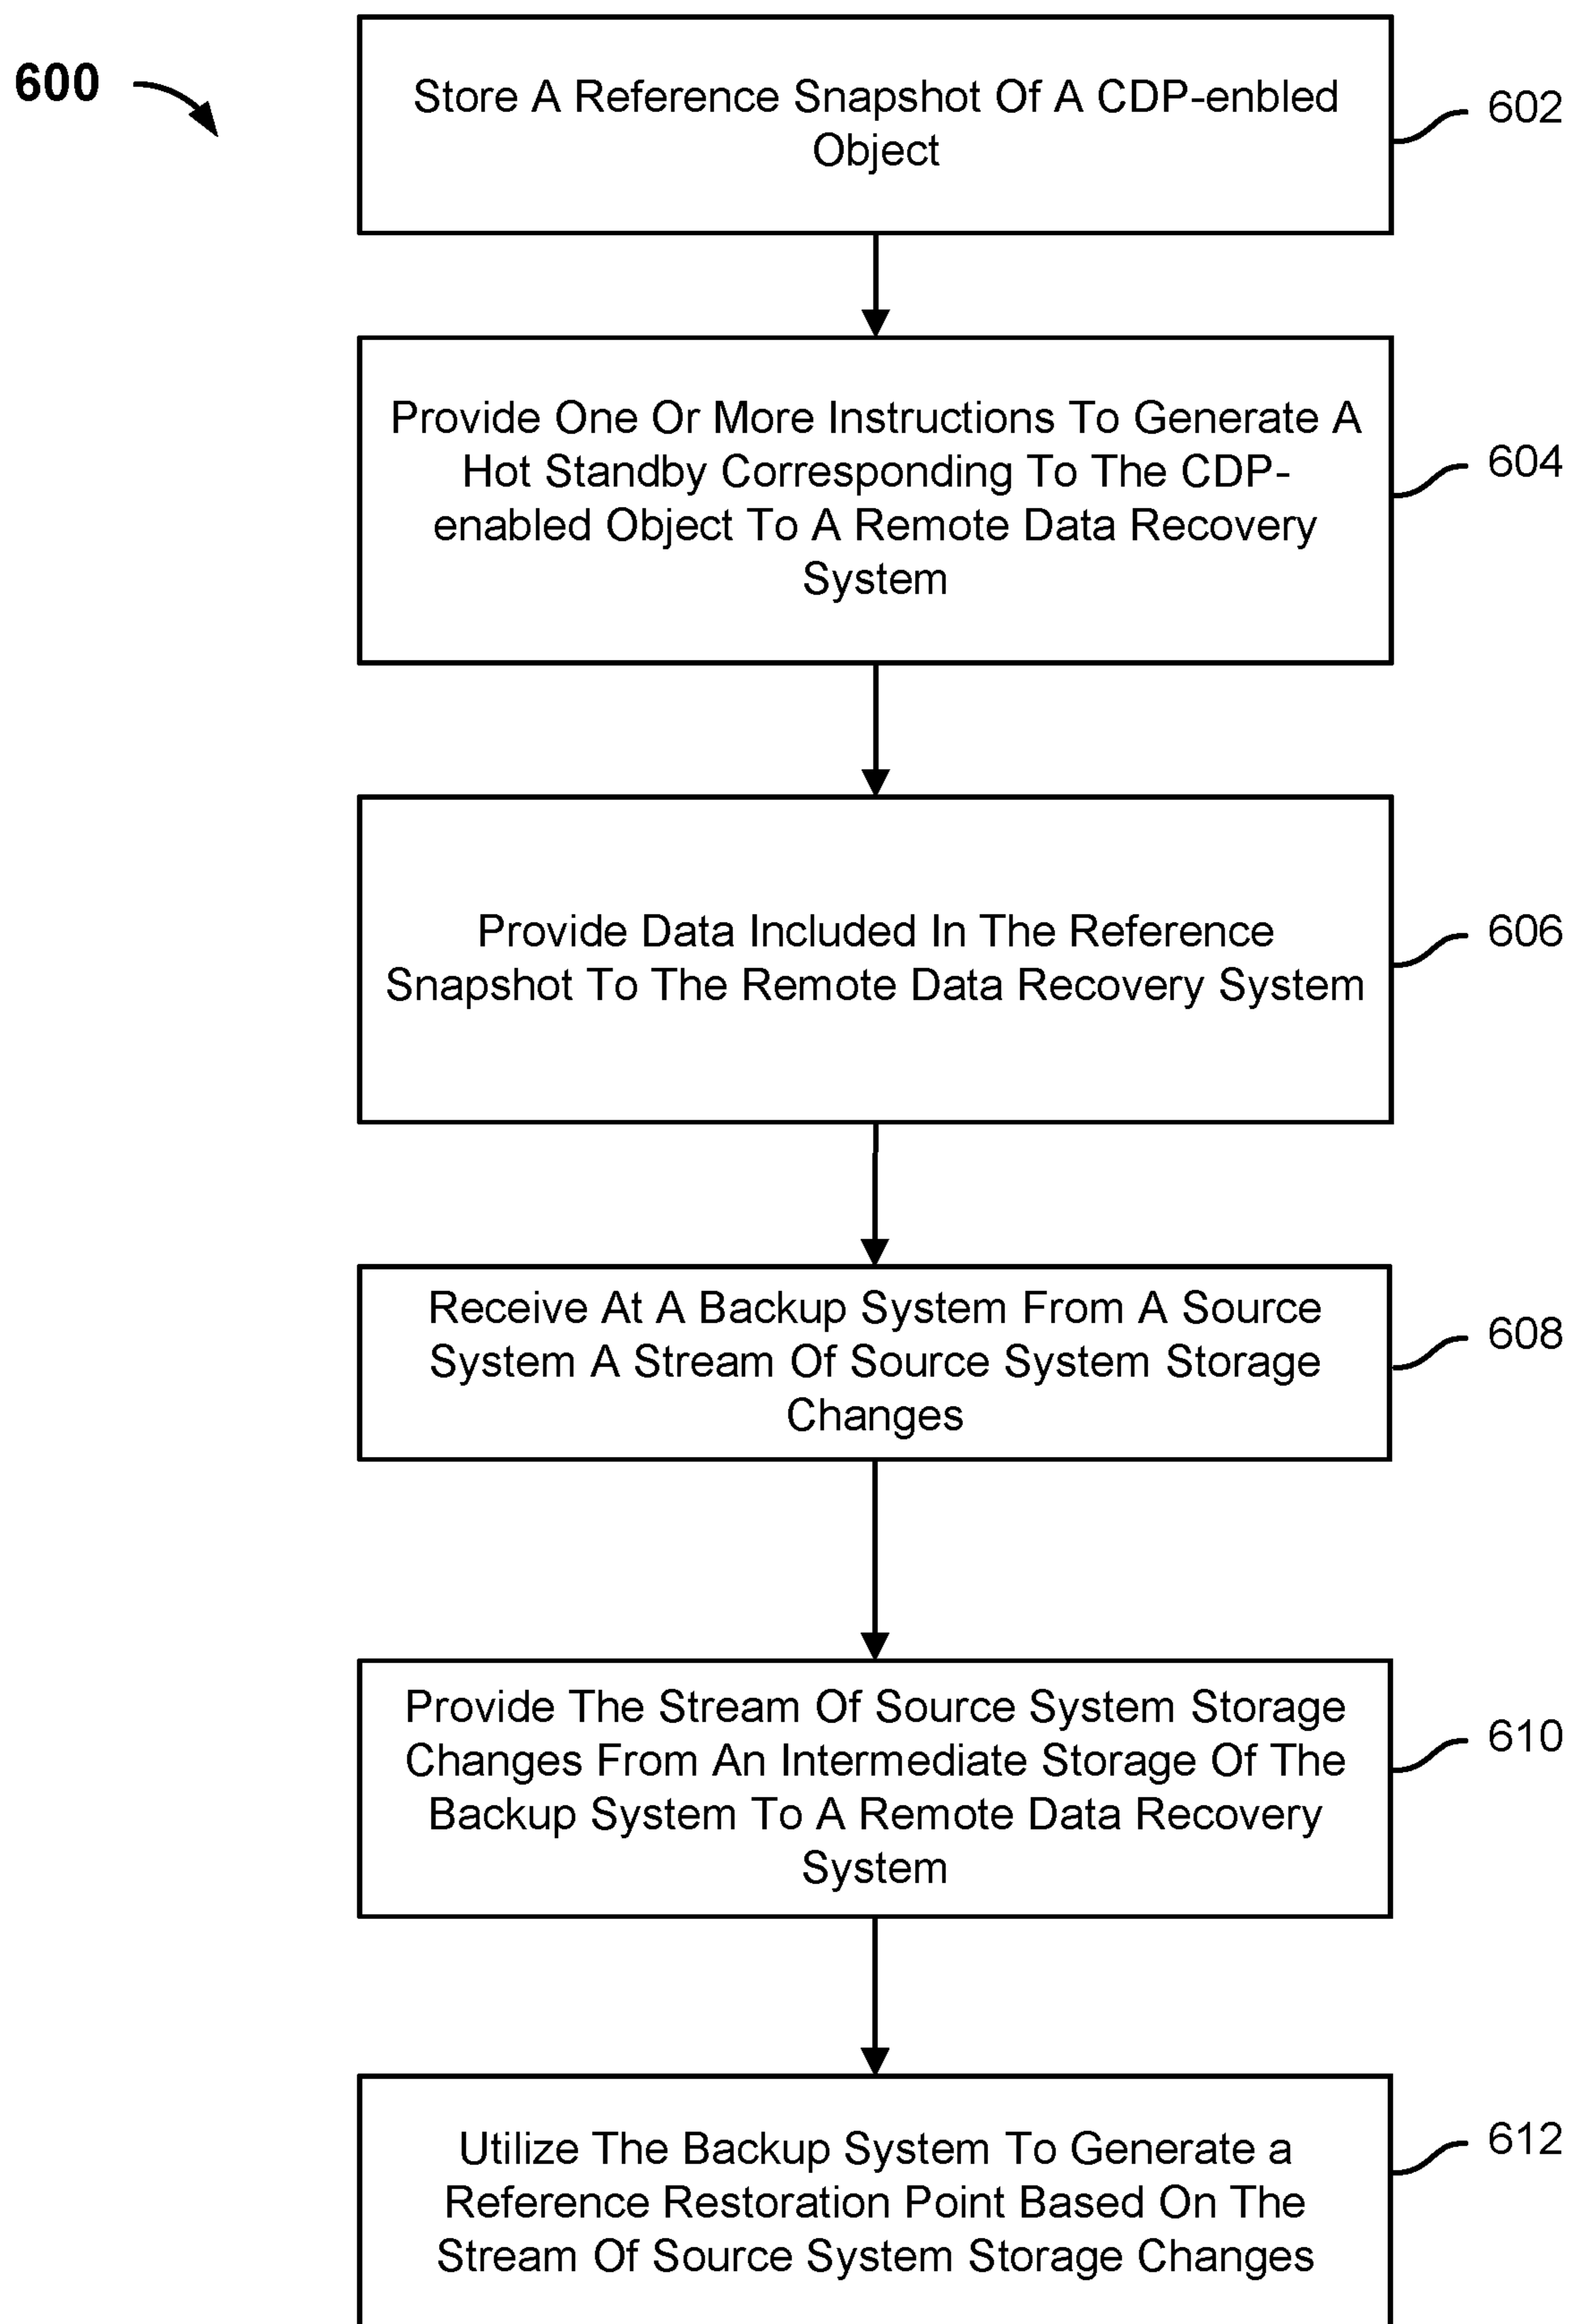 600
Store A Reference Snapshot Of A CDP-enbled
Object
602
Provide One Or More Instructions To Generate A
Hot Standby Corresponding To The CDP-
enabled Object To A Remote Data Recovery
System
604
Provide Data Included In The Reference
Snapshot To The Remote Data Recovery System
606
Receive At A Backup System From A Source
System A Stream Of Source System Storage
Changes
608
Provide The Stream Of Source System Storage
Changes From An Intermediate Storage Of The
Backup System To A Remote Data Recovery
System
610
Utilize The Backup System To Generate a
Reference Restoration Point Based On The
Stream Of Source System Storage Changes
612